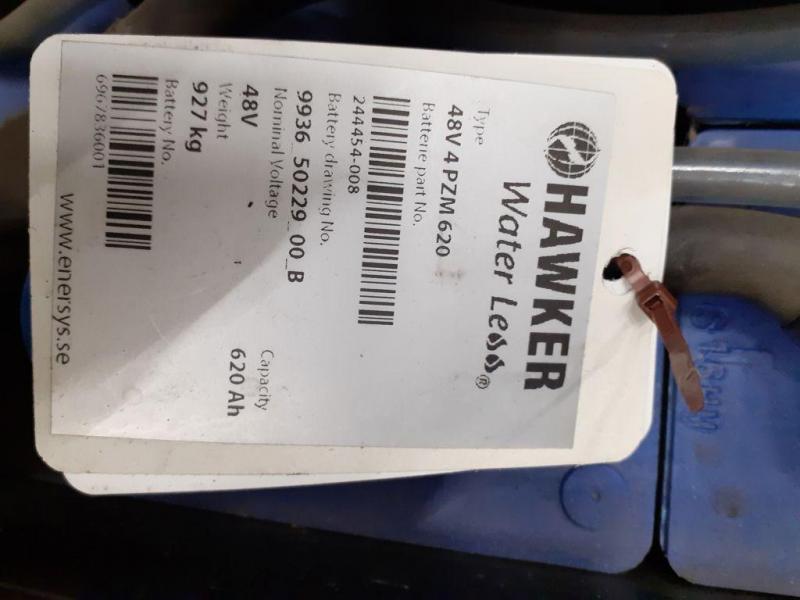 HAWKER
Water Less®
Type
48V 4 PZM 620
Batterie part No.
244454-008
Battery drawing No.
9936_50229_00_B
Nominal Voltage
48V
Capacity
620 Ah
Weight
927 kg
Battery No.
6967836001
www.enersys.se